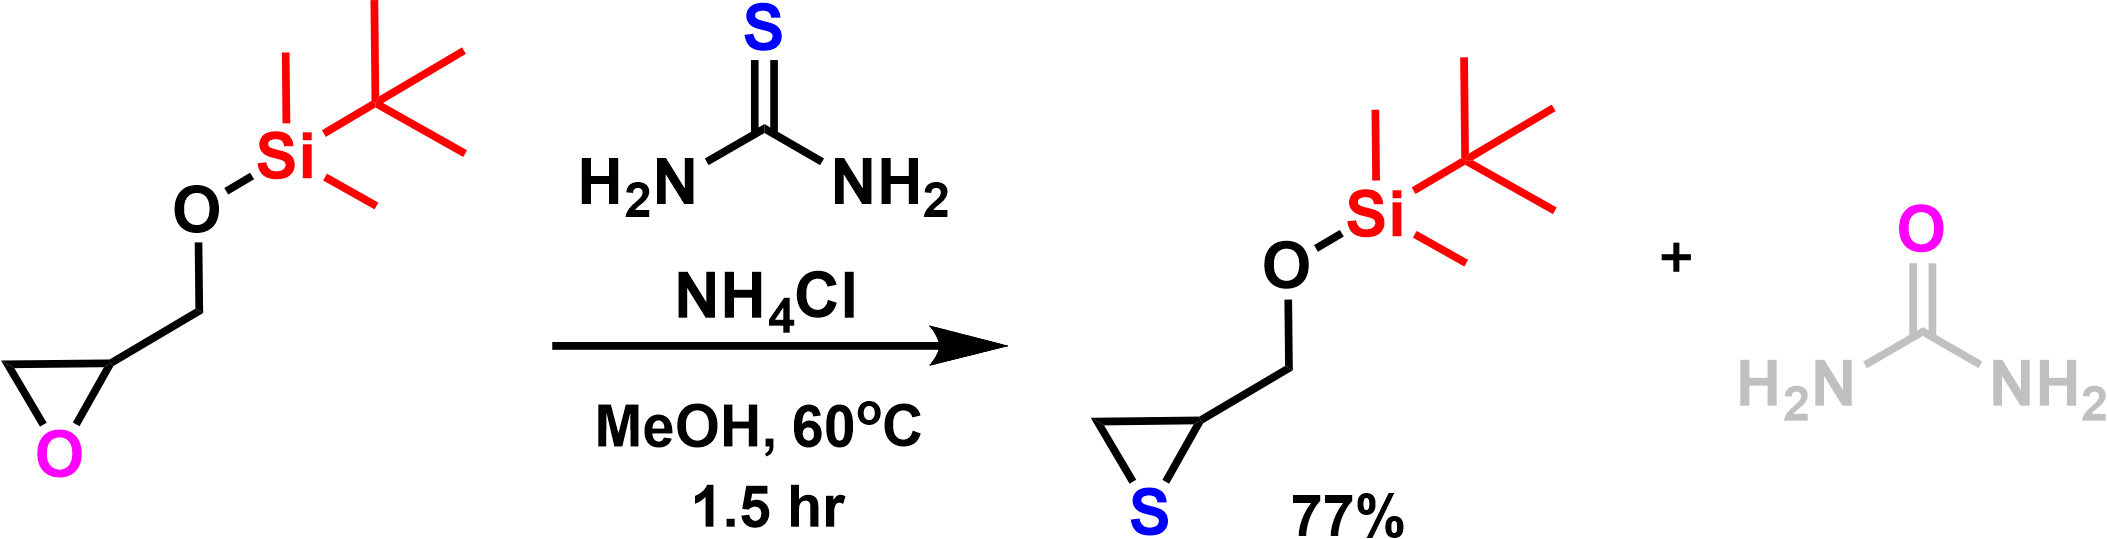 S
H₂N NH₂
Si
O
O
NH₄Cl
MeOH, 60ºC
1.5 hr
Si
O
S
77%
+
O
H₂N NH₂